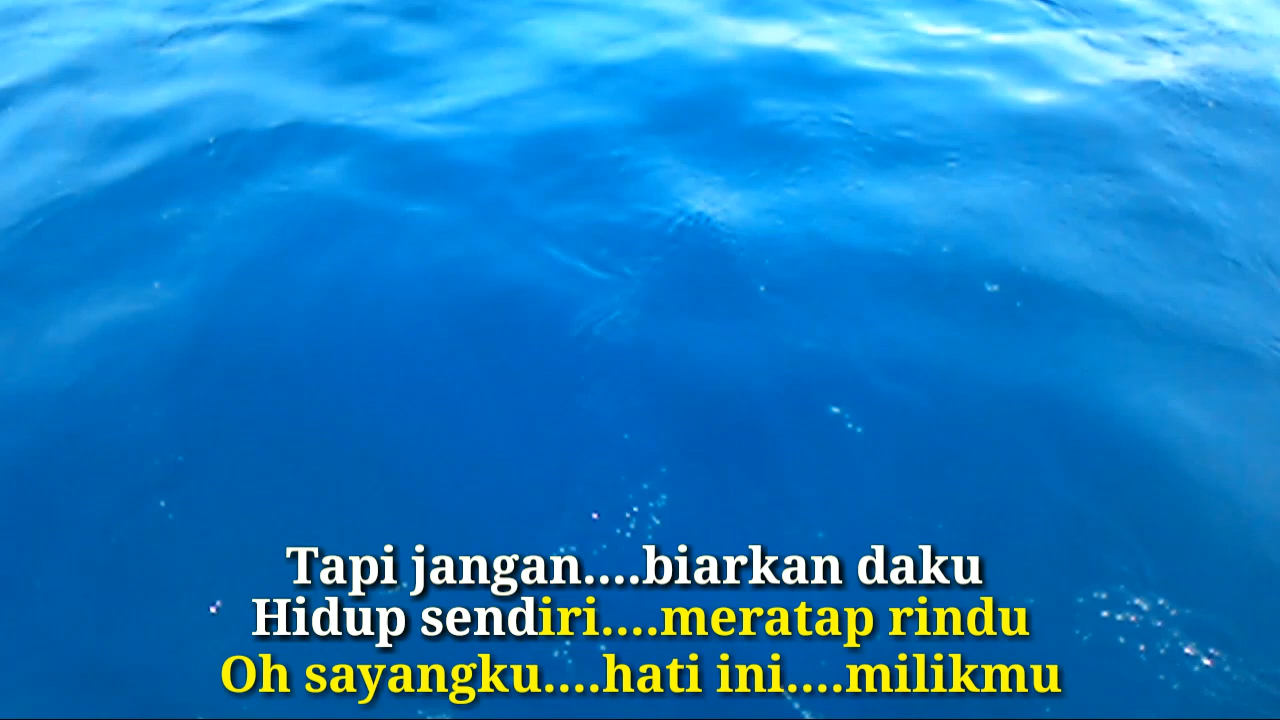 Tapi jangan....biarkan daku
Hidup sendiri....meratap rindu
Oh sayangku....hati ini....milikmu